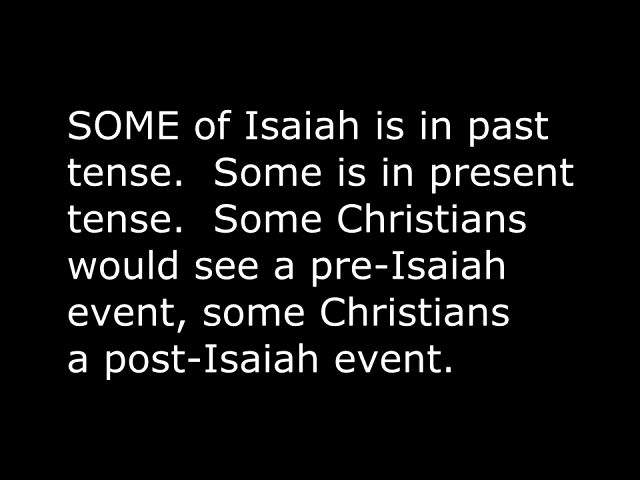 SOME of Isaiah is in past
tense.  Some is in present
tense.  Some Christians
would see a pre-Isaiah
event, some Christians
a post-Isaiah event.